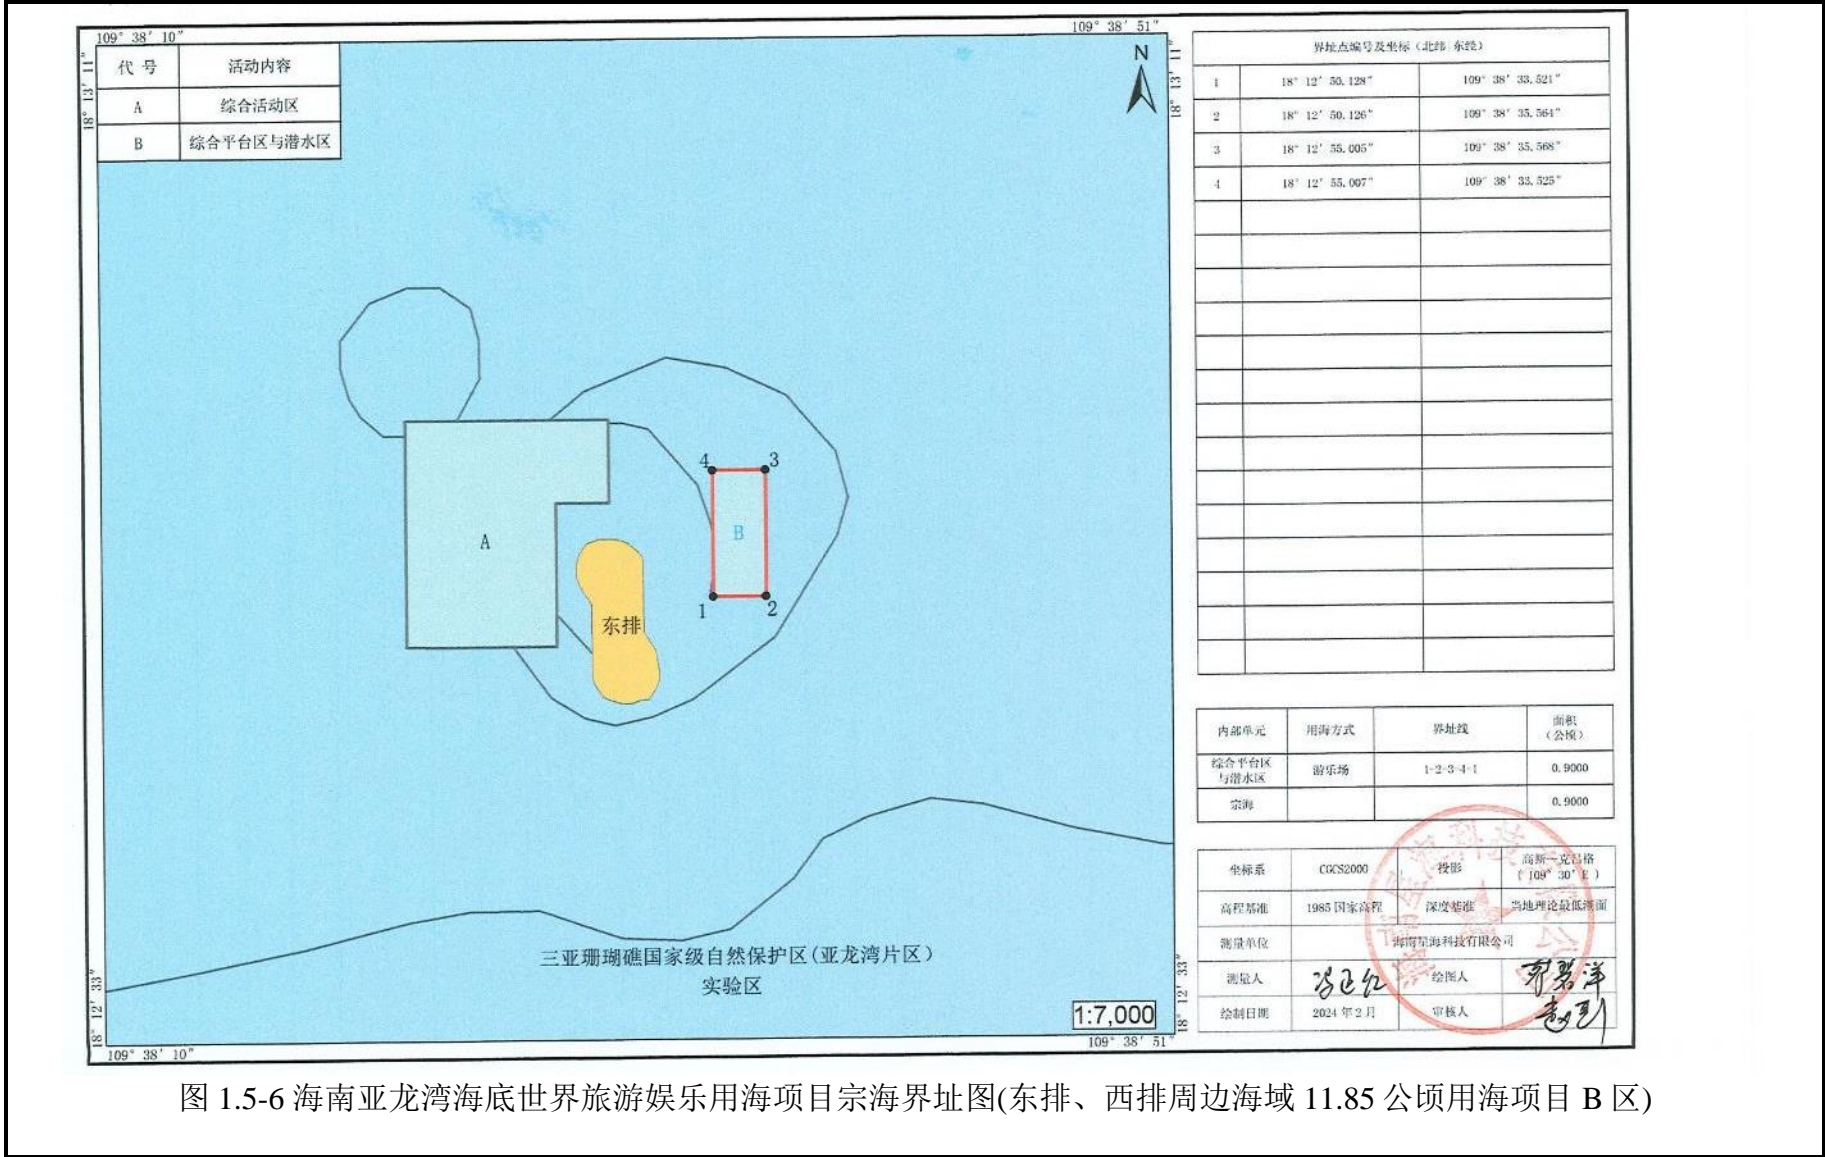 109° 38′ 10″
109° 38′ 51″
18° 13′ 11″
18° 13′ 11″
代 号 活动内容
A 综合活动区
B 综合平台区与潜水区
N
4 3
A B
1 2
东排
三亚珊瑚礁国家级自然保护区(亚龙湾片区)
实验区
1:7,000
18° 12′ 33″
18° 12′ 33″
109° 38′ 10″
109° 38′ 51″
界址点编号及坐标（北纬|东经）
1 18° 12′ 50.128″ 109° 38′ 33.521″
2 18° 12′ 50.126″ 109° 38′ 35.564″
3 18° 12′ 55.005″ 109° 38′ 35.568″
4 18° 12′ 55.007″ 109° 38′ 33.525″
内部单元 用海方式 界址线 面积（公顷）
综合平台区与潜水区 游乐场 1-2-3-4-1 0.9000
宗海 0.9000
坐标系 CGCS2000 投影 高斯—克吕格（109° 30′ E）
高程基准 1985国家高程 深度基准 当地理论最低潮面
测量单位 海南星海科技有限公司
测量人 绘图人
绘制日期 2024年2月 审核人
图 1.5-6 海南亚龙湾海底世界旅游娱乐用海项目宗海界址图(东排、西排周边海域 11.85 公顷用海项目 B 区)